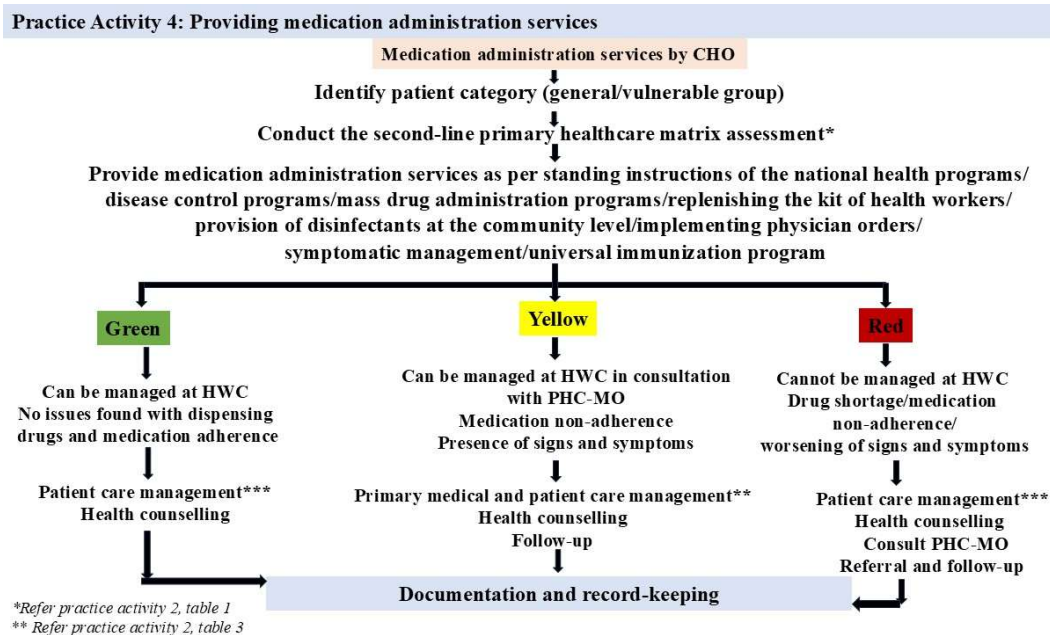 Practice Activity 4: Providing medication administration services
Medication administration services by CHO
Identify patient category (general/vulnerable group)
Conduct the second-line primary healthcare matrix assessment*
Provide medication administration services as per standing instructions of the national health programs/
disease control programs/mass drug administration programs/replenishing the kit of health workers/
provision of disinfectants at the community level/implementing physician orders/
symptomatic management/universal immunization program
Green
Can be managed at HWC
No issues found with dispensing
drugs and medication adherence
Patient care management***
Health counselling
Yellow
Can be managed at HWC in consultation
with PHC-MO
Medication non-adherence
Presence of signs and symptoms
Primary medical and patient care management**
Health counselling
Follow-up
Red
Cannot be managed at HWC
Drug shortage/medication
non-adherence/
worsening of signs and symptoms
Patient care management***
Health counselling
Consult PHC-MO
Referral and follow-up
Documentation and record-keeping
*Refer practice activity 2, table 1
** Refer practice activity 2, table 3